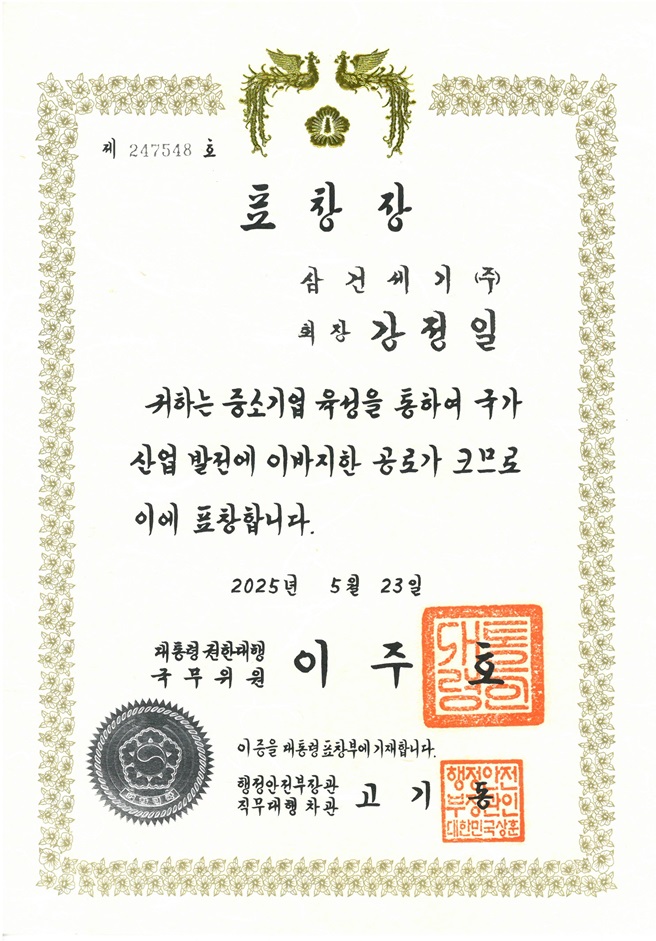 제 247548 호
표 창 장
삼 건 세 기 (주)
회 장 강 정 일
귀하는 중소기업 육성을 통하여 국가
산업 발전에 이바지한 공로가 크므로
이에 표창합니다.
2025년 5월 23일
대통령 권한대행
국 무 위 원 이 주 호
대통
령의
이 증을 대통령 표창부에 기재합니다.
행정안전부장관
직무대행 차관 고 기 동
행정안전
부장관인
대한민국상훈